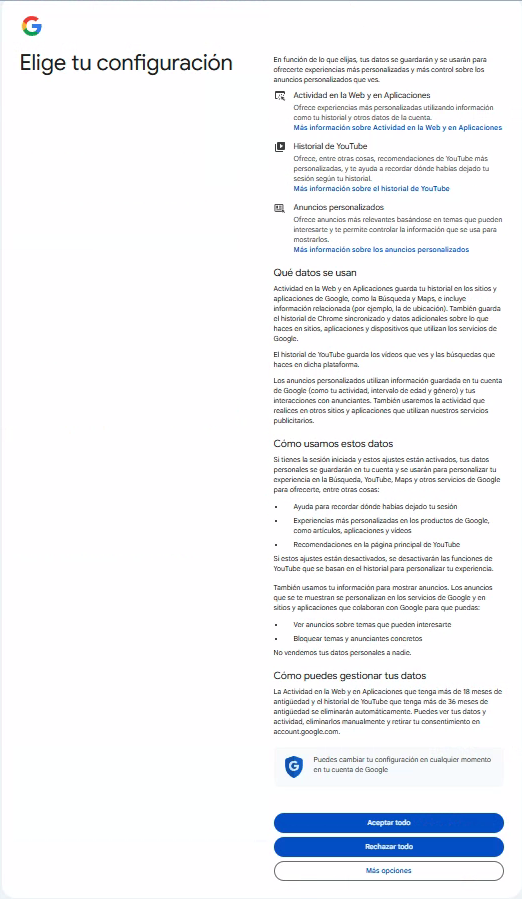 Elige tu configuración
En función de lo que elijas, tus datos se guardarán y se usarán para
ofrecerte experiencias más personalizadas y más control sobre los
anuncios personalizados que ves.
Actividad en la Web y en Aplicaciones
Ofrece experiencias más personalizadas utilizando información
como tu historial y otros datos de la cuenta.
Más información sobre Actividad en la Web y en Aplicaciones
Historial de YouTube
Ofrece, entre otras cosas, recomendaciones de YouTube más
personalizadas, y te ayuda a recordar dónde habías dejado tu
sesión según tu historial.
Más información sobre el historial de YouTube
Anuncios personalizados
Ofrece anuncios más relevantes basándose en temas que pueden
interesarte y te permite controlar la información que se usa para
mostrarlos.
Más información sobre los anuncios personalizados
Qué datos se usan
Actividad en la Web y en Aplicaciones guarda tu historial en los sitios y
aplicaciones de Google, como la Búsqueda y Maps, e incluye
información relacionada (por ejemplo, la de ubicación). También guarda
el historial de Chrome sincronizado y datos adicionales sobre lo que
haces en sitios, aplicaciones y dispositivos que utilizan los servicios de
Google.
El historial de YouTube guarda los vídeos que ves y las búsquedas que
haces en dicha plataforma.
Los anuncios personalizados utilizan información guardada en tu cuenta
de Google (como tu actividad, intervalo de edad y género) y tus
interacciones con anunciantes. También usaremos la actividad que
realices en otros sitios y aplicaciones que utilizan nuestros servicios
publicitarios.
Cómo usamos estos datos
Si tienes la sesión iniciada y estos ajustes están activados, tus datos
personales se guardarán en tu cuenta y se usarán para personalizar tu
experiencia en la Búsqueda, YouTube, Maps y otros servicios de Google
para ofrecerte, entre otras cosas:
• Ayuda para recordar dónde habías dejado tu sesión
• Experiencias más personalizadas en los productos de Google,
como artículos, aplicaciones y vídeos
• Recomendaciones en la página principal de YouTube
Si estos ajustes están desactivados, se desactivarán las funciones de
YouTube que se basan en el historial para personalizar tu experiencia.
También usamos tu información para mostrar anuncios. Los anuncios
que se te muestran se personalizan en los servicios de Google y en
sitios y aplicaciones que colaboran con Google para que puedas:
• Ver anuncios sobre temas que pueden interesarte
• Bloquear temas y anunciantes concretos
No vendemos tus datos personales a nadie.
Cómo puedes gestionar tus datos
La Actividad en la Web y en Aplicaciones que tenga más de 18 meses de
antigüedad y el historial de YouTube que tenga más de 36 meses de
antigüedad se eliminarán automáticamente. Puedes ver tus datos y
actividad, eliminarlos manualmente y retirar tu consentimiento en
account.google.com.
Puedes cambiar tu configuración en cualquier momento
en tu cuenta de Google
Aceptar todo
Rechazar todo
Más opciones